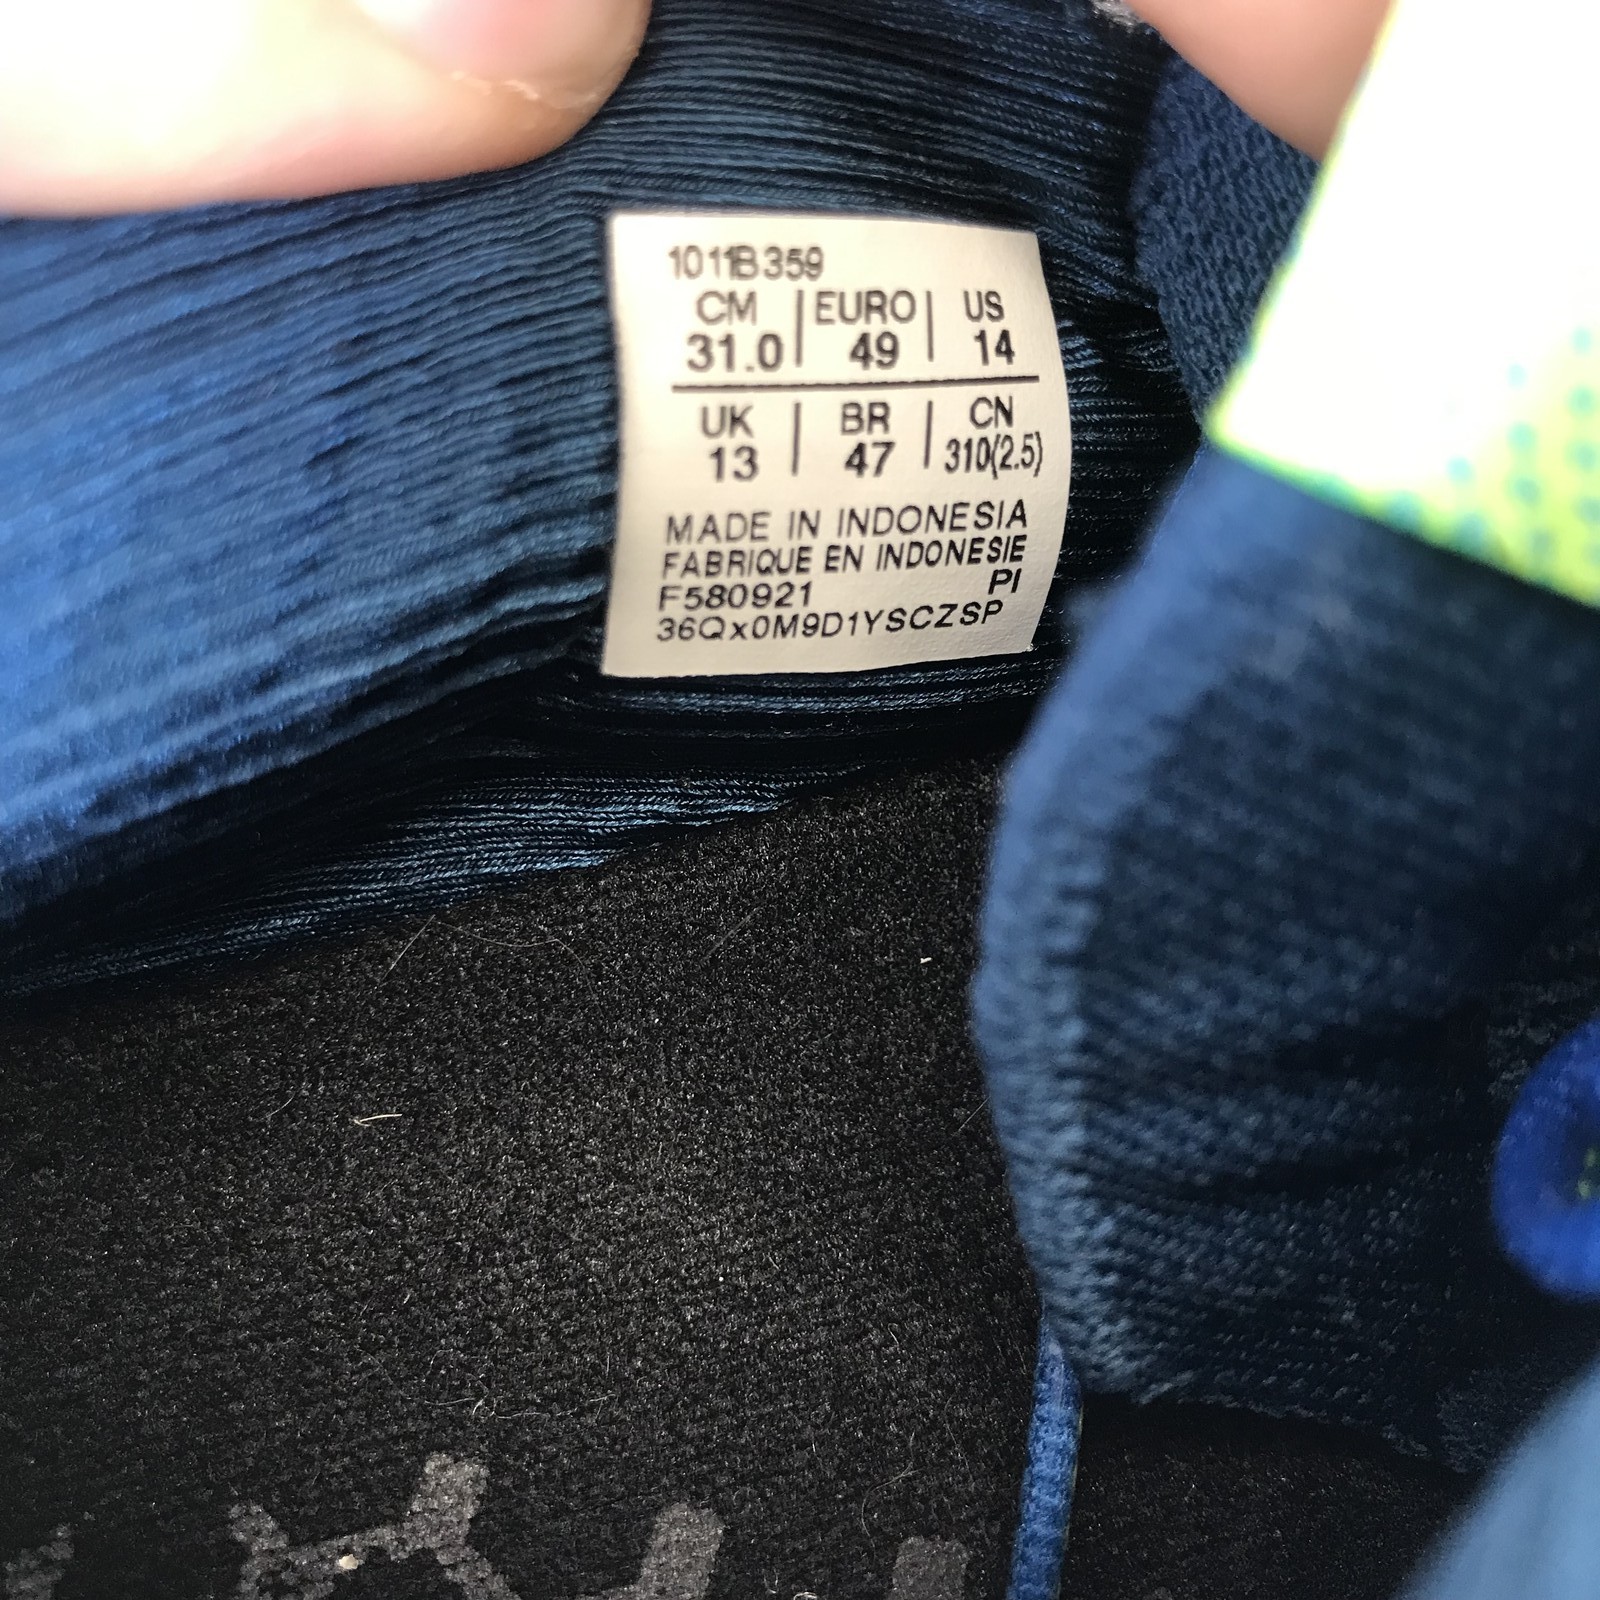 1011B359
CM | EURO | US
31.0 | 49 | 14
UK | BR | CN
13 | 47 | 310(2.5)
MADE IN INDONESIA
FABRIQUE EN INDONESIE
F580921 PI
36Qx0M9D1YSCZSP